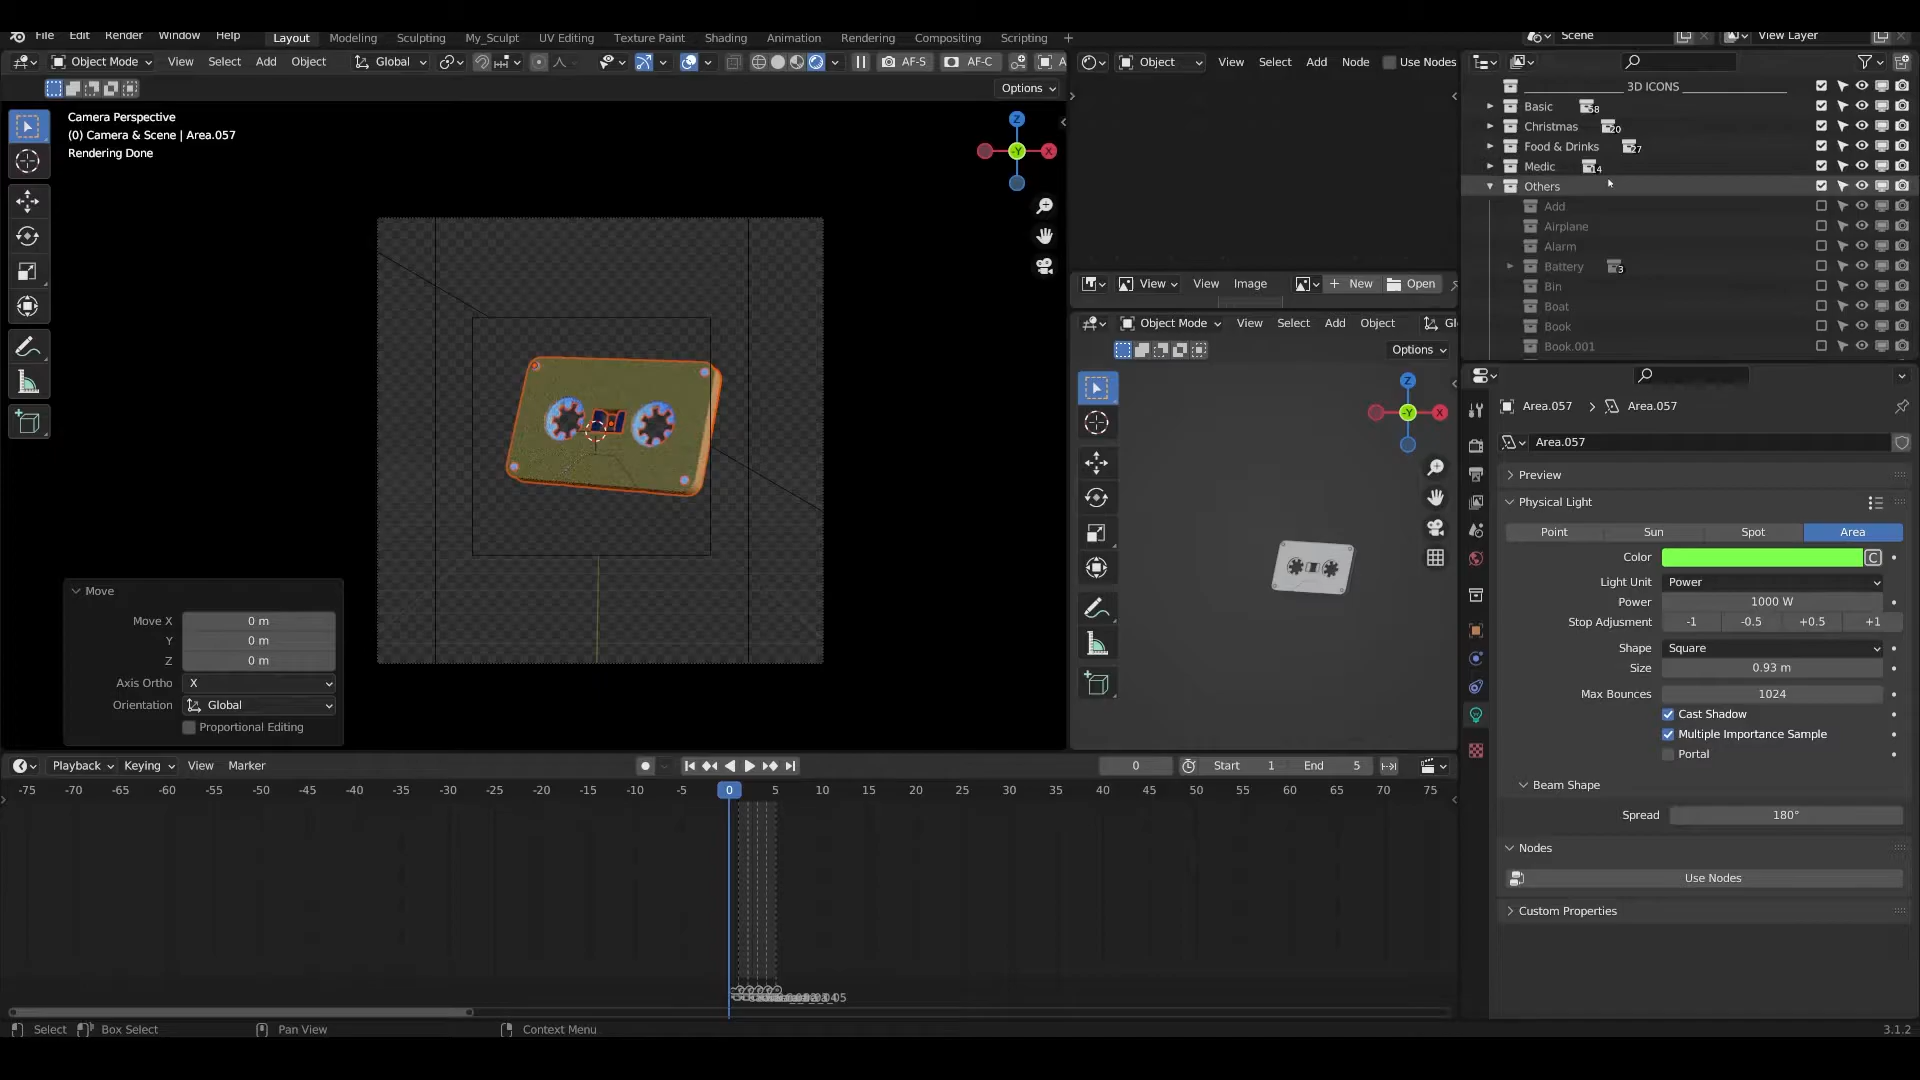 File Edit Render Window Help Layout Modeling Sculpting My_Sculpt UV Editing Texture Paint Shading Animation Rendering Compositing Scripting + Scene View Layer
Object Mode View Select Add Object Global AF-S AF-C A
Options
Camera Perspective
(0) Camera & Scene | Area.057
Rendering Done
Z
-Y X
Move
Move X 0 m
Y 0 m
Z 0 m
Axis Ortho X
Orientation Global
Proportional Editing
Object View Select Add Node Use Nodes
View View Image New Open
Object Mode View Select Add Object Gl
Options
Z
-Y X
3D ICONS
Basic 58
Christmas 20
Food & Drinks 27
Medic 14
Others
Add
Airplane
Alarm
Battery 3
Bin
Boat
Book
Book.001
Area.057 > Area.057
Area.057
Preview
Physical Light
Point Sun Spot Area
Color C
Light Unit Power
Power 1000 W
Stop Adjusment -1 -0.5 +0.5 +1
Shape Square
Size 0.93 m
Max Bounces 1024
Cast Shadow
Multiple Importance Sample
Portal
Beam Shape
Spread 180°
Nodes
Use Nodes
Custom Properties
Playback Keying View Marker 0 Start 1 End 5
-75 -70 -65 -60 -55 -50 -45 -40 -35 -30 -25 -20 -15 -10 -5 0 5 10 15 20 25 30 35 40 45 50 55 60 65 70 75
Select Box Select Pan View Context Menu 3.1.2